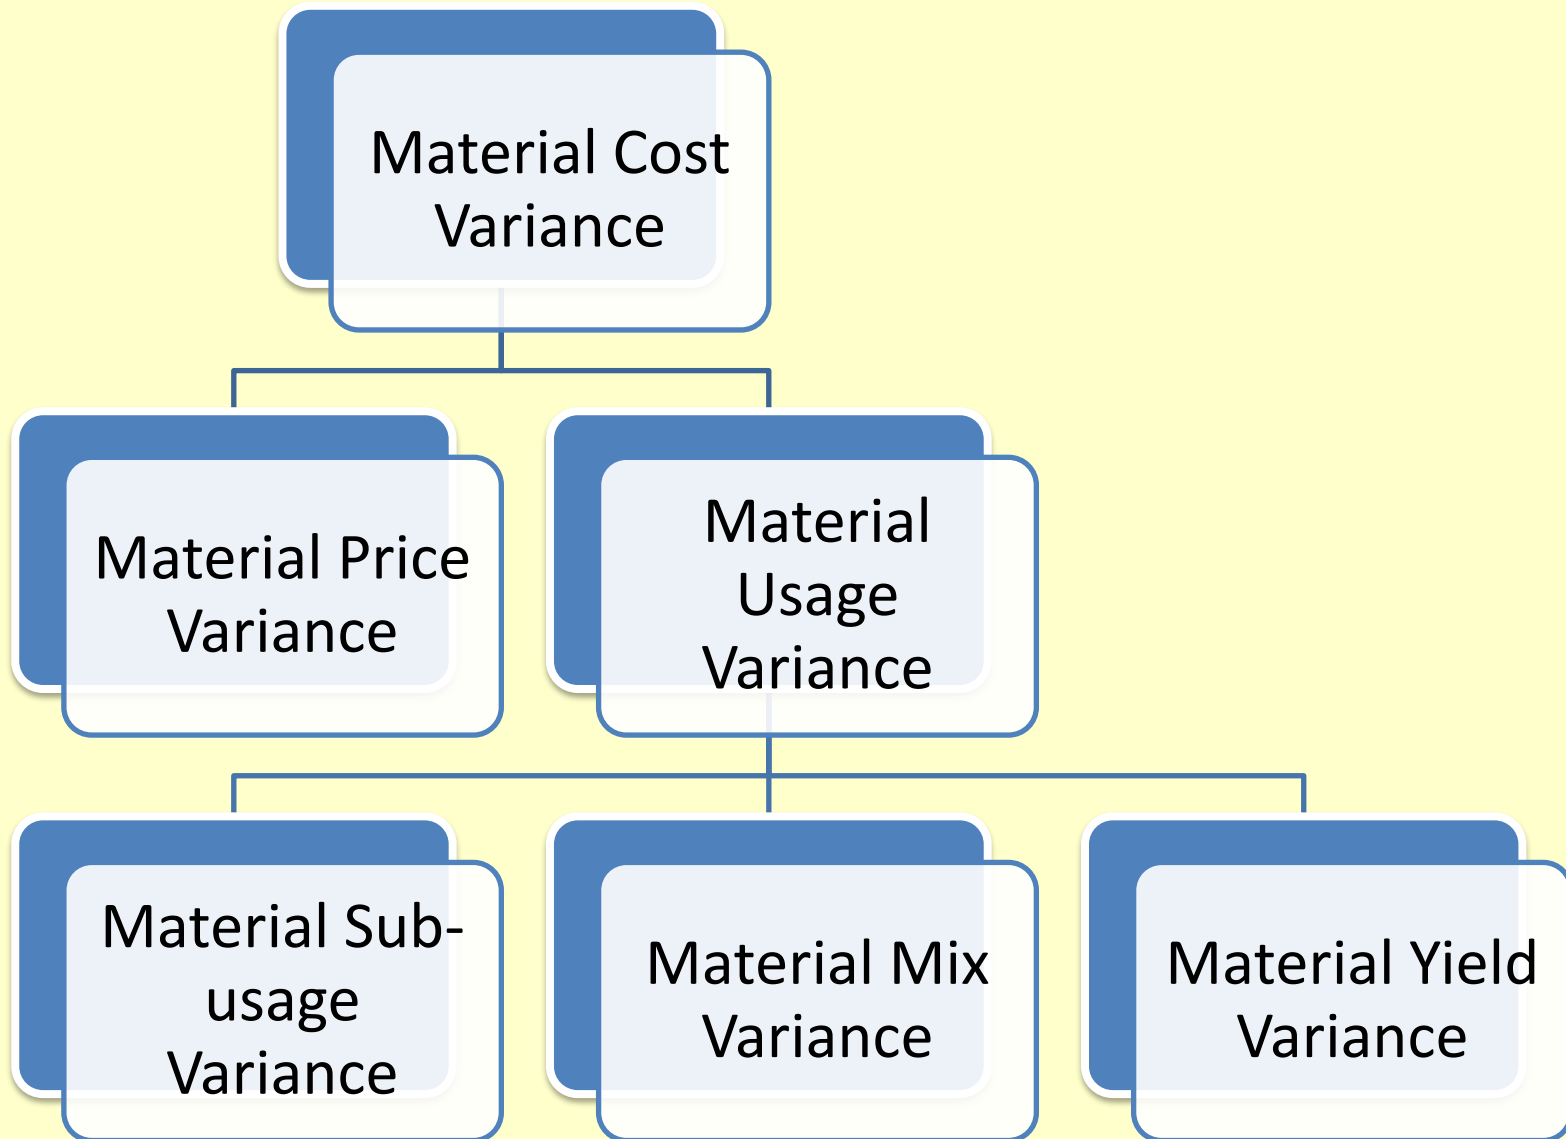 Material Cost
Variance
Material Price
Variance
Material
Usage
Variance
Material Sub-
usage
Variance
Material Mix
Variance
Material Yield
Variance